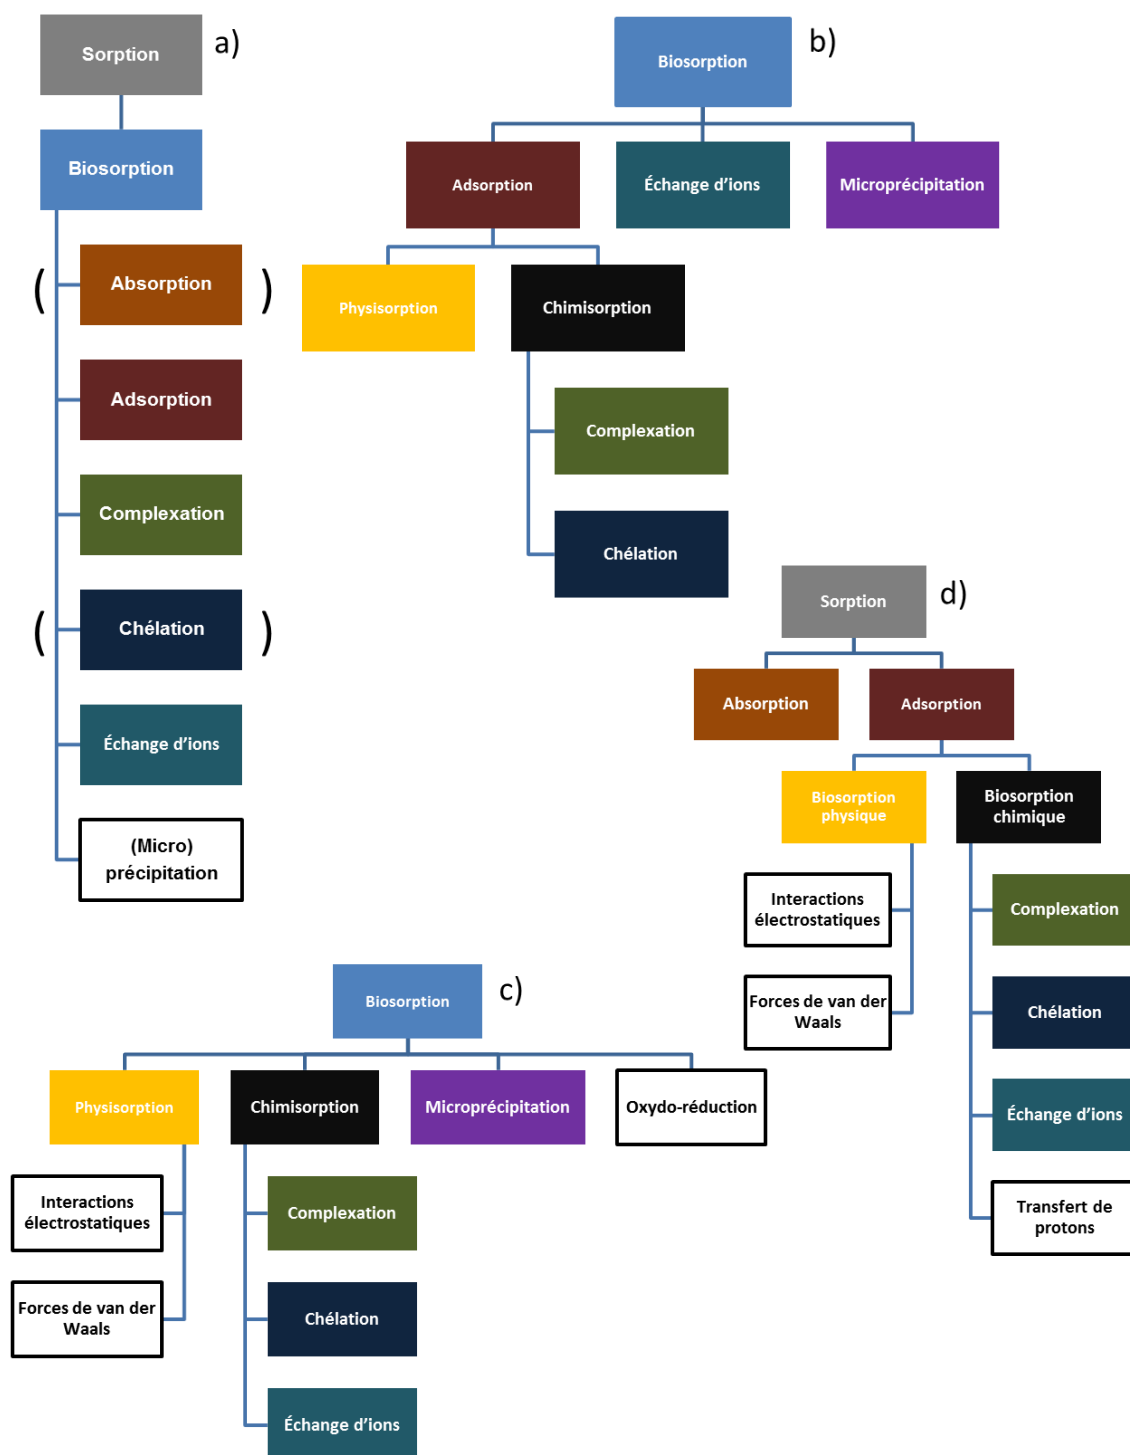 a)
Sorption
Biosorption
( Absorption )
Adsorption
Complexation
( Chélation )
Échange d'ions
(Micro)
précipitation
b)
Biosorption
Adsorption
Échange d'ions
Microprécipitation
Physisorption
Chimisorption
Complexation
Chélation
d)
Sorption
Absorption
Adsorption
Biosorption
physique
Biosorption
chimique
Interactions
électrostatiques
Forces de van der
Waals
Complexation
Chélation
Échange d'ions
Transfert de
protons
c)
Biosorption
Physisorption
Chimisorption
Microprécipitation
Oxydo-réduction
Interactions
électrostatiques
Forces de van der
Waals
Complexation
Chélation
Échange d'ions